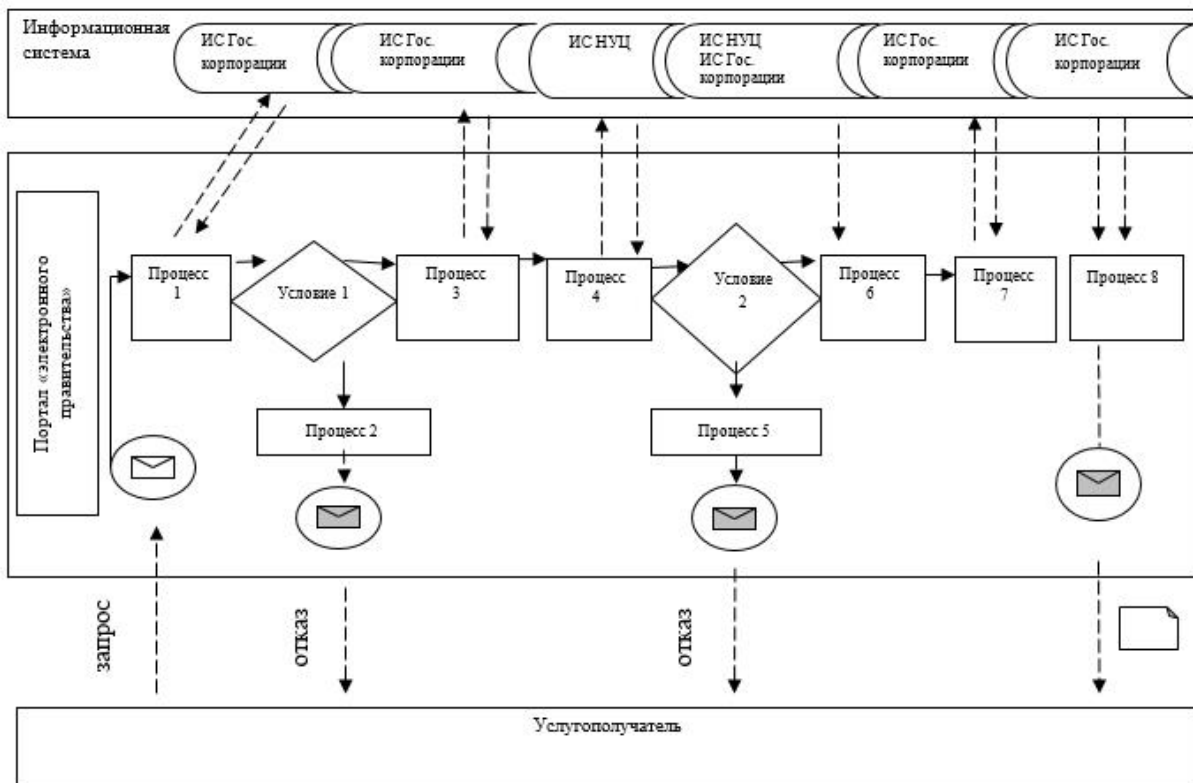 Информационная
система
ИС Гос.
корпорации
ИС Гос.
корпорации
ИС НУЦ
ИС НУЦ
ИС Гос.
корпорации
ИС Гос.
корпорации
ИС Гос.
корпорации
Портал «электронного
правительства»
Процесс
1
Условие 1
Процесс
3
Процесс
4
Условие
2
Процесс
6
Процесс
7
Процесс 8
Процесс 2
Процесс 5
запрос
отказ
отказ
Услугополучатель